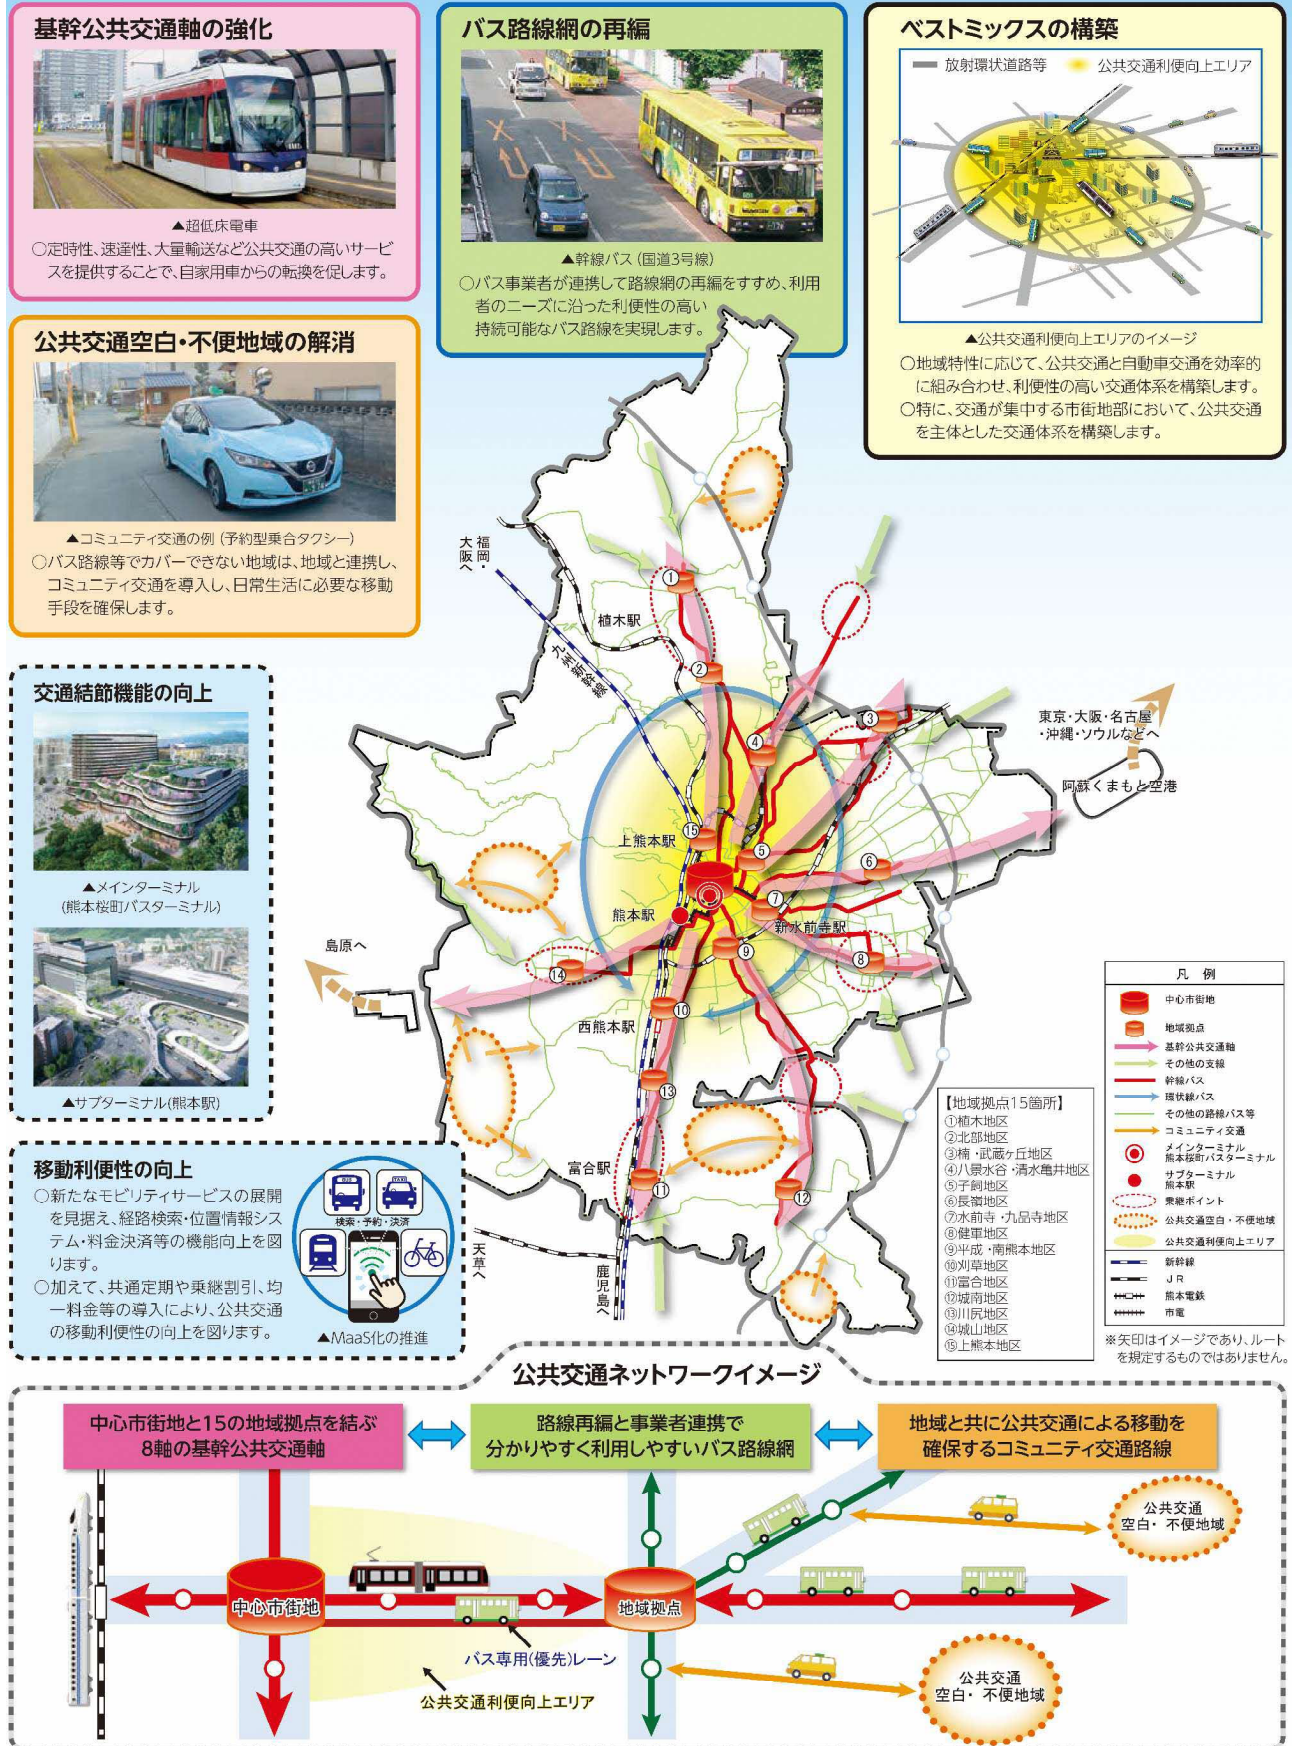 基幹公共交通軸の強化
▲超低床電車
○定時性、速達性、大量輸送など公共交通の高いサービ
スを提供することで、自家用車からの転換を促します。
バス路線網の再編
▲幹線バス(国道3号線)
○バス事業者が連携して路線網の再編をすすめ、利用
者のニーズに沿った利便性の高い
持続可能なバス路線を実現します。
ベストミックスの構築
放射環状道路等
公共交通利便向上エリア
▲公共交通利便向上エリアのイメージ
○地域特性に応じて、公共交通と自動車交通を効率的
に組み合わせ、利便性の高い交通体系を構築します。
○特に、交通が集中する市街地部において、公共交通
を主体とした交通体系を構築します。
公共交通空白・不便地域の解消
▲コミュニティ交通の例(予約型乗合タクシー)
○バス路線等でカバーできない地域は、地域と連携し、
コミュニティ交通を導入し、日常生活に必要な移動
手段を確保します。
交通結節機能の向上
▲メインターミナル
(熊本桜町バスターミナル)
▲サブターミナル(熊本駅)
移動利便性の向上
○新たなモビリティサービスの展開
を見据え、経路検索・位置情報シス
テム・料金決済等の機能向上を図
ります。
○加えて、共通定期や乗継割引、均
一料金等の導入により、公共交通
の移動利便性の向上を図ります。
BUS
TAXI
検索・予約・決済
▲MaaS化の推進
福岡・
大阪へ
①
植木駅
九州新幹線
②
③
④
東京・大阪・名古屋
・沖縄・ソウルなどへ
阿蘇くまもと空港
⑮
上熊本駅
⑤
⑥
⑦
熊本駅
新水前寺駅
⑨
⑧
島原へ
⑭
⑩
西熊本駅
⑬
富合駅
⑪
⑫
天草へ
鹿児島へ
【地域拠点15箇所】
①植木地区
②北部地区
③楠・武蔵ヶ丘地区
④八景水谷・清水亀井地区
⑤子飼地区
⑥長嶺地区
⑦水前寺・九品寺地区
⑧健軍地区
⑨平成・南熊本地区
⑩刈草地区
⑪富合地区
⑫城南地区
⑬川尻地区
⑭城山地区
⑮上熊本地区
凡例
中心市街地
地域拠点
基幹公共交通軸
その他の支線
幹線バス
環状線バス
その他の路線バス等
コミュニティ交通
メインターミナル
熊本桜町バスターミナル
サブターミナル
熊本駅
乗継ポイント
公共交通空白・不便地域
公共交通利便向上エリア
新幹線
JR
熊本電鉄
市電
※矢印はイメージであり、ルート
を規定するものではありません。
公共交通ネットワークイメージ
中心市街地と15の地域拠点を結ぶ
8軸の基幹公共交通軸
路線再編と事業者連携で
分かりやすく利用しやすいバス路線網
地域と共に公共交通による移動を
確保するコミュニティ交通路線
公共交通
空白・不便地域
中心市街地
地域拠点
バス専用(優先)レーン
公共交通利便向上エリア
公共交通
空白・不便地域